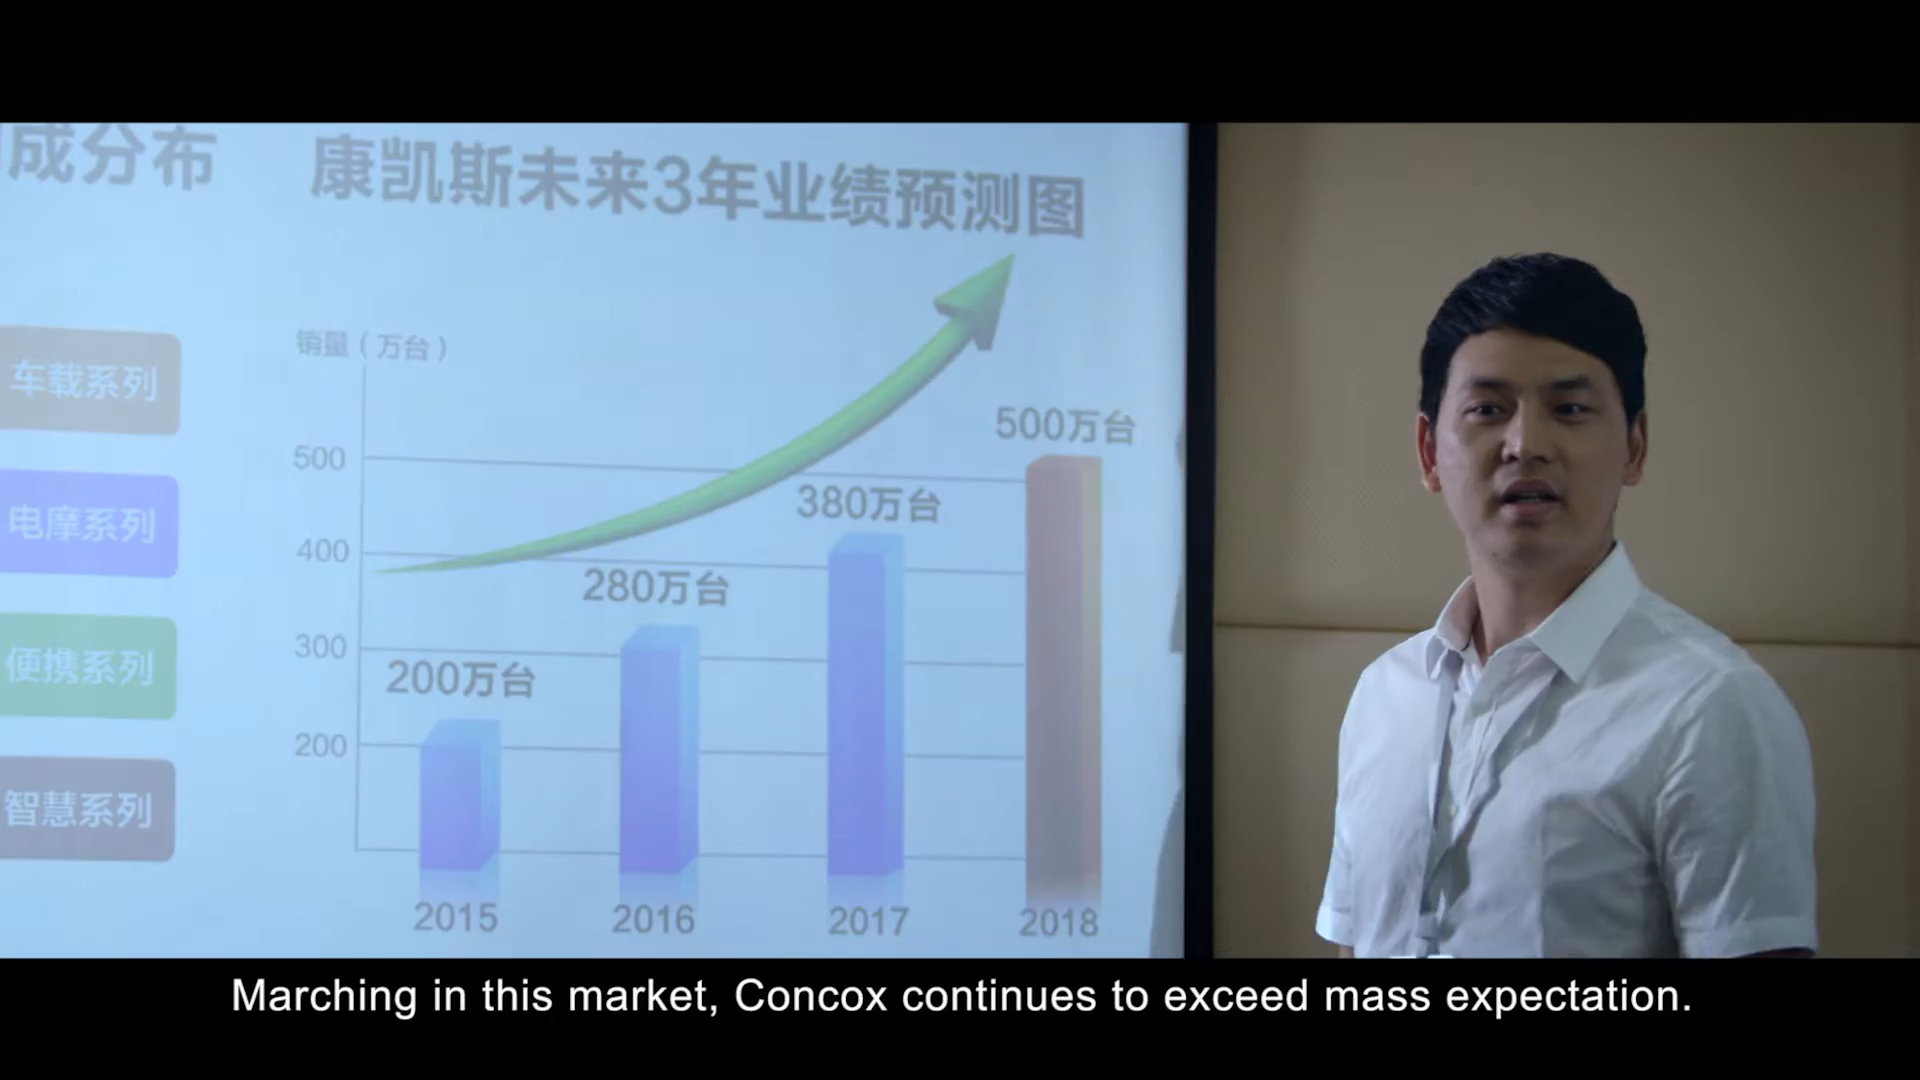 成分布
康凯斯未来3年业绩预测图
车载系列
电摩系列
便携系列
智慧系列
销量（万台）
500
400
300
200
200万台
280万台
380万台
500万台
2015
2016
2017
2018
Marching in this market, Concox continues to exceed mass expectation.